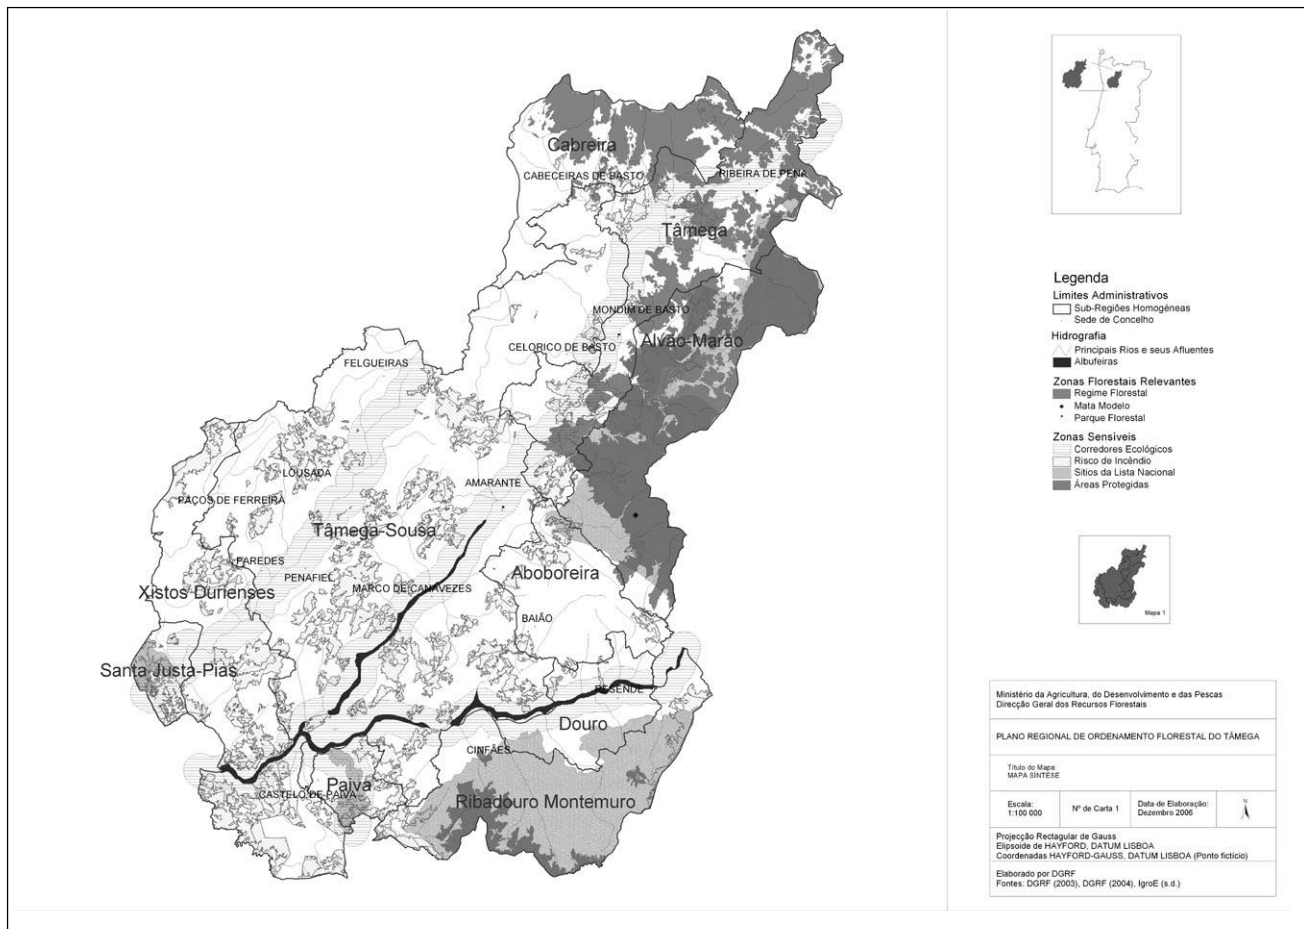 Cabreira
CABECEIRAS DE BASTO
RIBEIRA DE PENA
Tâmega
MONDIM DE BASTO
Alvão-Marão
CELORICO DE BASTO
FELGUEIRAS
LOUSADA
AMARANTE
PAÇOS DE FERREIRA
Tâmega-Sousa
PAREDES
Aboboreira
PENAFIEL
MARCO DE CANAVEZES
Xistos Durienses
BAIÃO
Santa Justa-Pias
RESENDE
Douro
CINFÃES
Paiva
CASTELO DE PAIVA
Ribadouro Montemuro
Legenda
Limites Administrativos
Sub-Regiões Homogéneas
Sede de Concelho
Hidrografia
Principais Rios e seus Afluentes
Albufeiras
Zonas Florestais Relevantes
Regime Florestal
Mata Modelo
Parque Florestal
Zonas Sensíveis
Corredores Ecológicos
Risco de Incêndio
Sítios da Lista Nacional
Áreas Protegidas
Mapa 1
Ministério da Agricultura, do Desenvolvimento e das Pescas
Direcção Geral dos Recursos Florestais
PLANO REGIONAL DE ORDENAMENTO FLORESTAL DO TÂMEGA
Título do Mapa:
MAPA SÍNTESE
Escala:
1:100 000
Nº de Carta 1
Data de Elaboração:
Dezembro 2006
N
Projecção Rectagular de Gauss
Elipsoide de HAYFORD, DATUM LISBOA
Coordenadas HAYFORD-GAUSS, DATUM LISBOA (Ponto fictício)
Elaborado por DGRF
Fontes: DGRF (2003), DGRF (2004), IgroE (s.d.)